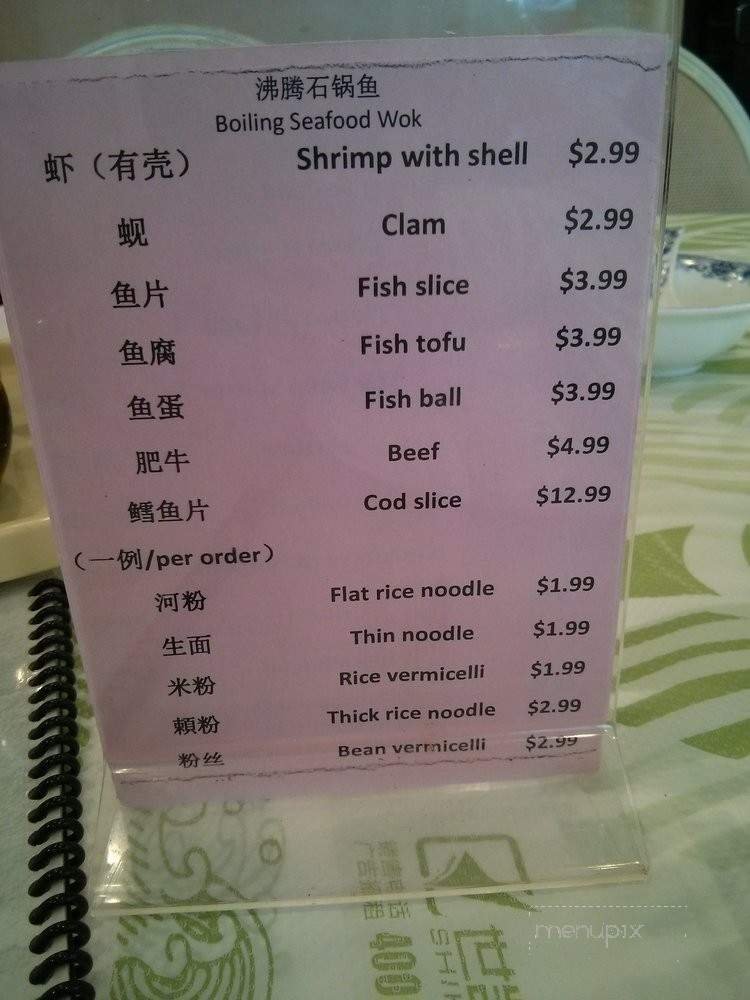 沸腾石锅鱼
Boiling Seafood Wok
虾（有壳） Shrimp with shell $2.99
蚬 Clam $2.99
鱼片 Fish slice $3.99
鱼腐 Fish tofu $3.99
鱼蛋 Fish ball $3.99
肥牛 Beef $4.99
鳕鱼片 Cod slice $12.99
（一例/per order）
河粉 Flat rice noodle $1.99
生面 Thin noodle $1.99
米粉 Rice vermicelli $1.99
頼粉 Thick rice noodle $2.99
粉丝 Bean vermicelli $2.99
400
menupix